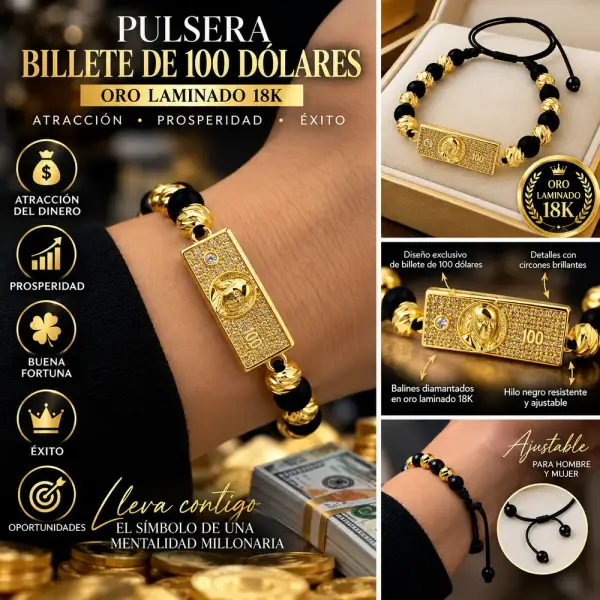 PULSERA
BILLETE DE 100 DÓLARES
ORO LAMINADO 18K
ATRACCIÓN • PROSPERIDAD • ÉXITO
$
ATRACCIÓN
DEL DINERO
PROSPERIDAD
BUENA
FORTUNA
ÉXITO
OPORTUNIDADES
100
Lleva contigo
EL SÍMBOLO DE UNA
MENTALIDAD MILLONARIA
100
ORO
LAMINADO
18K
Diseño exclusivo
de billete de 100 dólares
Detalles con
circones brillantes
100
Balines diamantados
en oro laminado 18K
Hilo negro resistente
y ajustable
Ajustable
PARA HOMBRE
Y MUJER